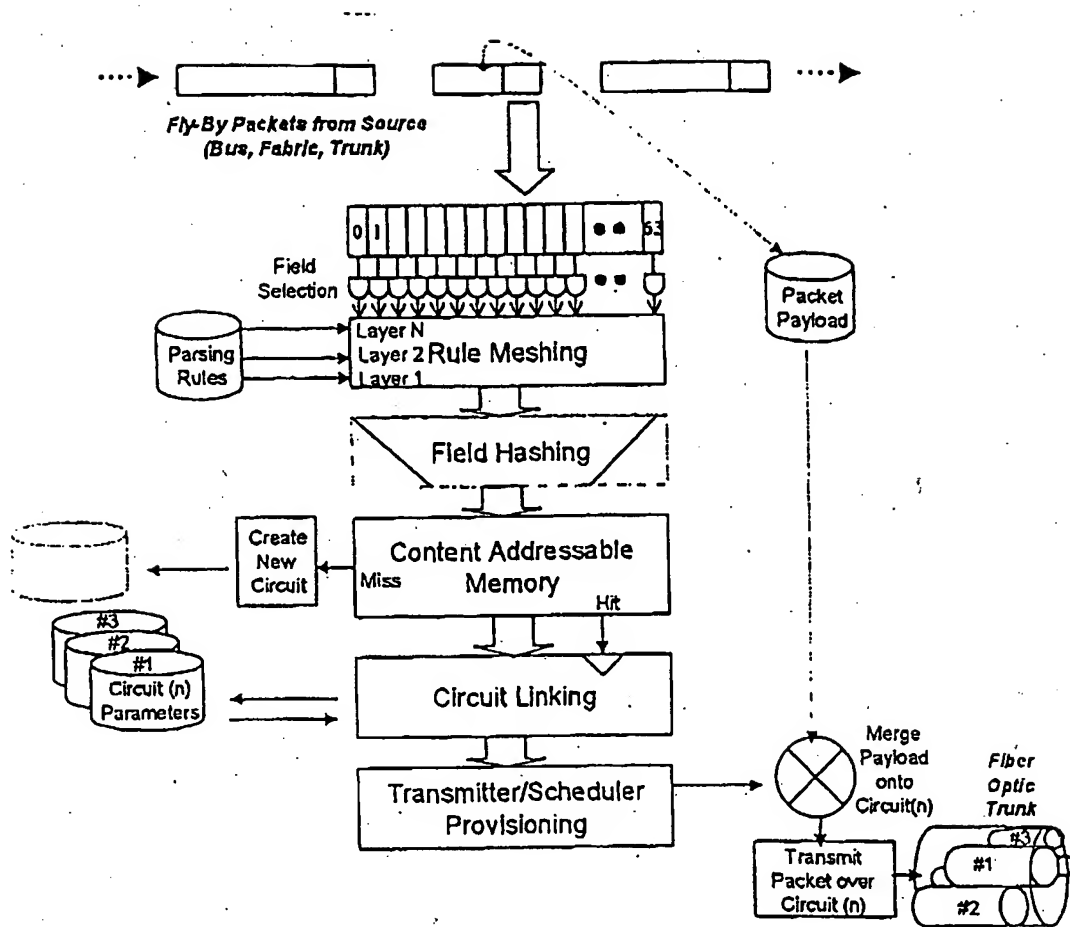 Fly-By Packets from Source
(Bus, Fabric, Trunk)
0 1 63
Field
Selection
Packet
Payload
Parsing
Rules
Layer N
Layer 2
Layer 1
Rule Meshing
Field Hashing
Create
New
Circuit
Miss
Content Addressable
Memory
Hit
#3
#2
#1
Circuit (n)
Parameters
Circuit Linking
Transmitter/Scheduler
Provisioning
Merge
Payload
onto
Circuit(n)
Fiber
Optic
Trunk
Transmit
Packet over
Circuit (n)
#3
#1
#2